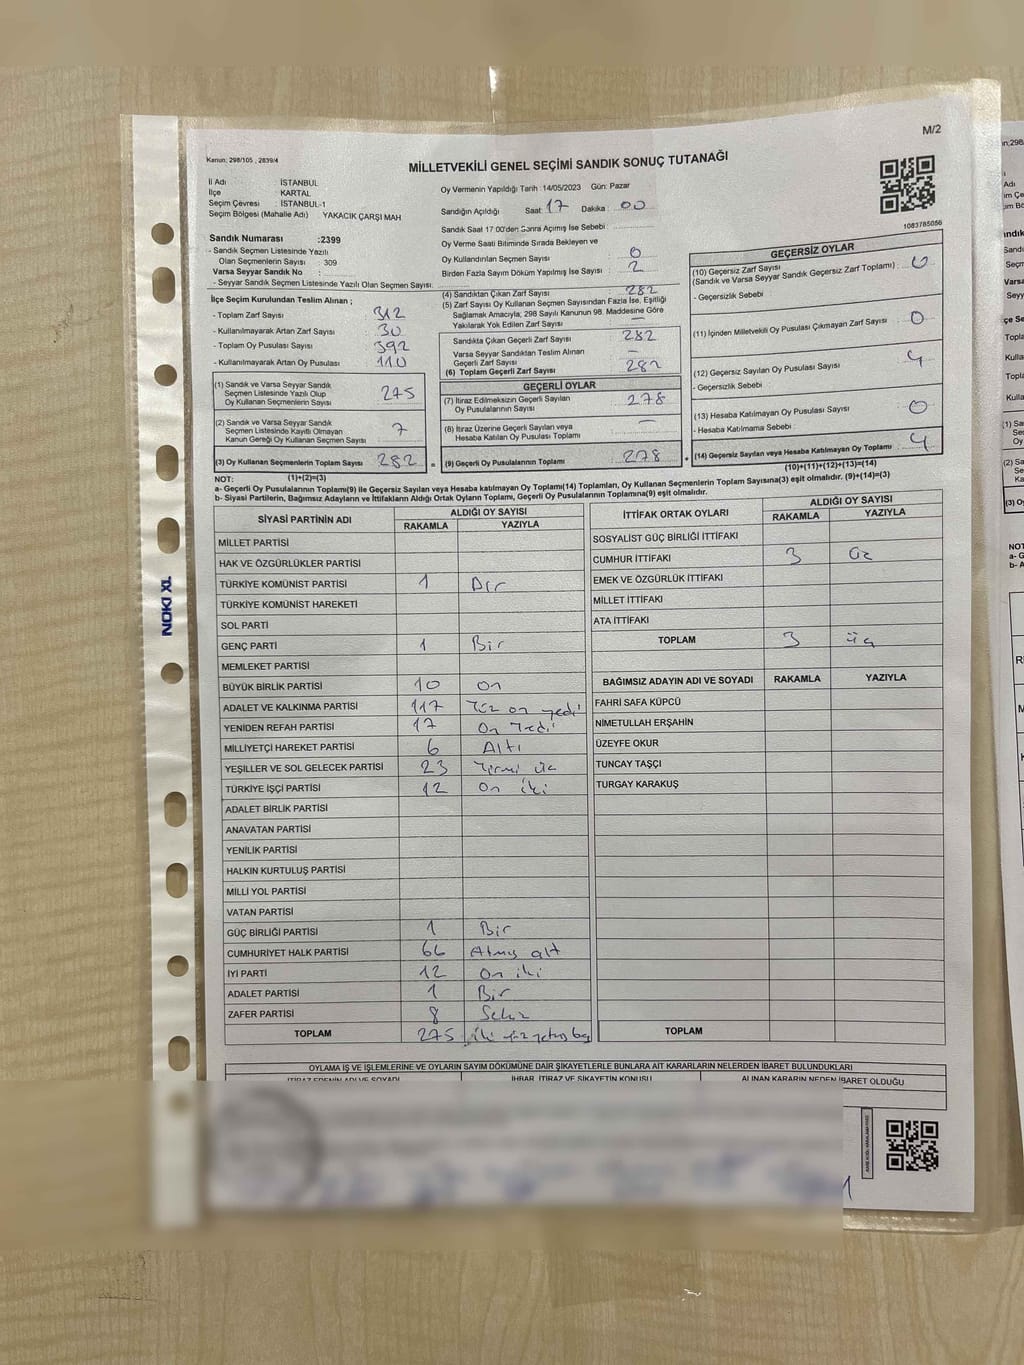 M/2
Kanun; 298/105 , 2839/4
MİLLETVEKİLİ GENEL SEÇİMİ SANDIK SONUÇ TUTANAĞI
İl Adı : İSTANBUL
İlçe : KARTAL
Seçim Çevresi : İSTANBUL-1
Seçim Bölgesi (Mahalle Adı) YAKACIK ÇARŞI MAH
Sandık Numarası :2399
- Sandık Seçmen Listesinde Yazılı
Olan Seçmenlerin Sayısı : 309
Varsa Seyyar Sandık No :
- Seyyar Sandık Seçmen Listesinde Yazılı Olan Seçmen Sayısı:
İlçe Seçim Kurulundan Teslim Alınan ;
- Toplam Zarf Sayısı : 312
- Kullanılmayarak Artan Zarf Sayısı : 30
- Toplam Oy Pusulası Sayısı : 392
- Kullanılmayarak Artan Oy Pusulası : 110
(1) Sandık ve Varsa Seyyar Sandık
Seçmen Listesinde Yazılı Olup
Oy Kullanan Seçmenlerin Sayısı 275
(2) Sandık ve Varsa Seyyar Sandık
Seçmen Listesinde Kayıtlı Olmayan
Kanun Gereği Oy Kullanan Seçmen Sayısı 7
(3) Oy Kullanan Seçmenlerin Toplam Sayısı 282
(1)+(2)=(3)
Oy Vermenin Yapıldığı Tarih : 14/05/2023 Gün: Pazar
Sandığın Açıldığı Saat: 17 Dakika : 00
Sandık Saat 17:00'den Sonra Açılmış İse Sebebi :
Oy Verme Saati Bitiminde Sırada Bekleyen ve
Oy Kullandırılan Seçmen Sayısı : 0
Birden Fazla Sayım Döküm Yapılmış İse Sayısı : 2
(4) Sandıktan Çıkan Zarf Sayısı : 282
(5) Zarf Sayısı Oy Kullanan Seçmen Sayısından Fazla İse, Eşitliği
Sağlamak Amacıyla; 298 Sayılı Kanunun 98. Maddesine Göre
Yakılarak Yok Edilen Zarf Sayısı : —
Sandıkta Çıkan Geçerli Zarf Sayısı : 282
Varsa Seyyar Sandıktan Teslim Alınan
Geçerli Zarf Sayısı : —
(6) Toplam Geçerli Zarf Sayısı : 282
GEÇERLİ OYLAR
(7) İtiraz Edilmeksizin Geçerli Sayılan
Oy Pusulalarının Sayısı : 278
(8) İtiraz Üzerine Geçerli Sayılan veya
Hesaba Katılan Oy Pusulası Toplamı : —
= (9) Geçerli Oy Pusulalarının Toplamı : 278
1083785056
GEÇERSİZ OYLAR
(10) Geçersiz Zarf Sayısı
(Sandık ve Varsa Seyyar Sandık Geçersiz Zarf Toplamı) : 0
- Geçersizlik Sebebi :
(11) İçinden Milletvekili Oy Pusulası Çıkmayan Zarf Sayısı : 0
(12) Geçersiz Sayılan Oy Pusulası Sayısı : 4
- Geçersizlik Sebebi :
(13) Hesaba Katılmayan Oy Pusulası Sayısı : 0
- Hesaba Katılmama Sebebi :
+ (14) Geçersiz Sayılan veya Hesaba Katılmayan Oy Toplamı : 4
(10)+(11)+(12)+(13)=(14)
NOT:
a- Geçerli Oy Pusulalarının Toplamı(9) ile Geçersiz Sayılan veya Hesaba Katılmayan Oy Toplamı(14) Toplamları, Oy Kullanan Seçmenlerin Toplam Sayısına(3) eşit olmalıdır. (9)+(14)=(3)
b- Siyasi Partilerin, Bağımsız Adayların ve İttifakların Aldığı Ortak Oyların Toplamı, Geçerli Oy Pusulalarının Toplamına(9) eşit olmalıdır.
SİYASİ PARTİNİN ADI ALDIĞI OY SAYISI
RAKAMLA YAZIYLA
MİLLET PARTİSİ
HAK VE ÖZGÜRLÜKLER PARTİSİ
TÜRKİYE KOMÜNİST PARTİSİ 1 Bir
TÜRKİYE KOMÜNİST HAREKETİ
SOL PARTİ
GENÇ PARTİ 1 Bir
MEMLEKET PARTİSİ
BÜYÜK BİRLİK PARTİSİ 10 On
ADALET VE KALKINMA PARTİSİ 117 Yüz on yedi
YENİDEN REFAH PARTİSİ 17 On Yedi
MİLLİYETÇİ HAREKET PARTİSİ 6 Altı
YEŞİLLER VE SOL GELECEK PARTİSİ 23 Yirmi üç
TÜRKİYE İŞÇİ PARTİSİ 12 On iki
ADALET BİRLİK PARTİSİ
ANAVATAN PARTİSİ
YENİLİK PARTİSİ
HALKIN KURTULUŞ PARTİSİ
MİLLİ YOL PARTİSİ
VATAN PARTİSİ
GÜÇ BİRLİĞİ PARTİSİ 1 Bir
CUMHURİYET HALK PARTİSİ 66 Atmış altı
İYİ PARTİ 12 On iki
ADALET PARTİSİ 1 Bir
ZAFER PARTİSİ 8 Sekiz
TOPLAM 275 iki yüz yetmiş beş
İTTİFAK ORTAK OYLARI ALDIĞI OY SAYISI
RAKAMLA YAZIYLA
SOSYALİST GÜÇ BİRLİĞİ İTTİFAKI
CUMHUR İTTİFAKI 3 Üç
EMEK VE ÖZGÜRLÜK İTTİFAKI
MİLLET İTTİFAKI
ATA İTTİFAKI
TOPLAM 3 üç
BAĞIMSIZ ADAYIN ADI VE SOYADI RAKAMLA YAZIYLA
FAHRİ SAFA KÜPCÜ
NİMETULLAH ERŞAHİN
ÜZEYFE OKUR
TUNCAY TAŞÇI
TURGAY KARAKUŞ
TOPLAM
OYLAMA İŞ VE İŞLEMLERİNE VE OYLARIN SAYIM DÖKÜMÜNE DAİR ŞİKAYETLERLE BUNLARA AİT KARARLARIN NELERDEN İBARET BULUNDUKLARI
İTİRAZ EDENİN ADI VE SOYADI İHBAR, İTİRAZ VE ŞİKAYETİN KONUSU ALINAN KARARIN NEDEN İBARET OLDUĞU
NOKI XL